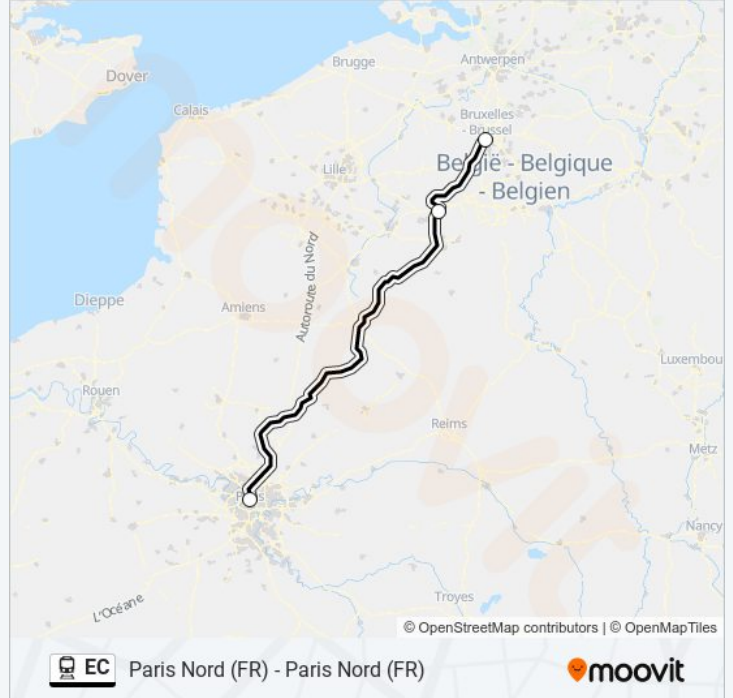 Brugge
Antwerpen
Dover
Calais
Bruxelles
- Brussel
Lille
België - Belgique
- Belgien
Autoroute du Nord
Dieppe
Amiens
Luxembou
Rouen
Reims
Metz
Paris
Nancy
Troyes
L'Océane
© OpenStreetMap contributors | © OpenMapTiles
EC Paris Nord (FR) - Paris Nord (FR)
moovit